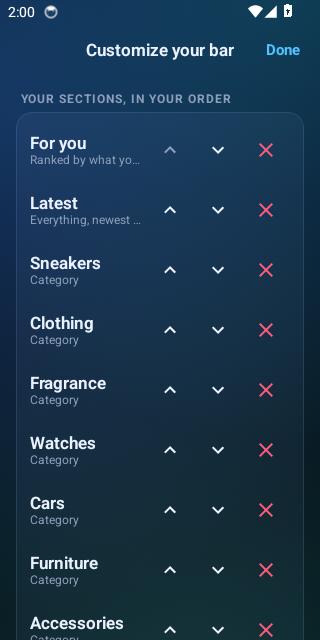 2:00
Customize your bar
Done
YOUR SECTIONS, IN YOUR ORDER
For you
Ranked by what yo...
Latest
Everything, newest ...
Sneakers
Category
Clothing
Category
Fragrance
Category
Watches
Category
Cars
Category
Furniture
Category
Accessories
Category